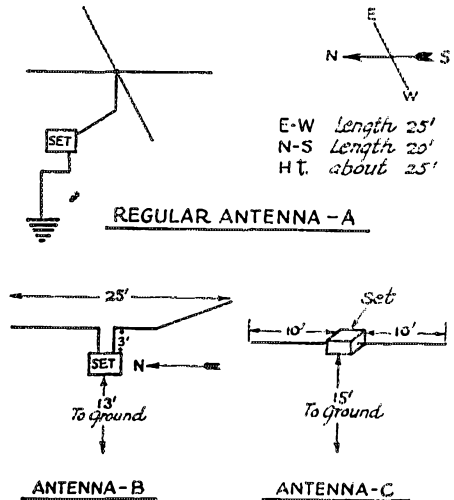 E
N S
W
SET
E-W Length 25'
N-S Length 20'
HT. about 25'
REGULAR ANTENNA-A
25'
3'
SET N
13'
To Ground
ANTENNA-B
Set
10' 10'
15'
To Ground
ANTENNA-C